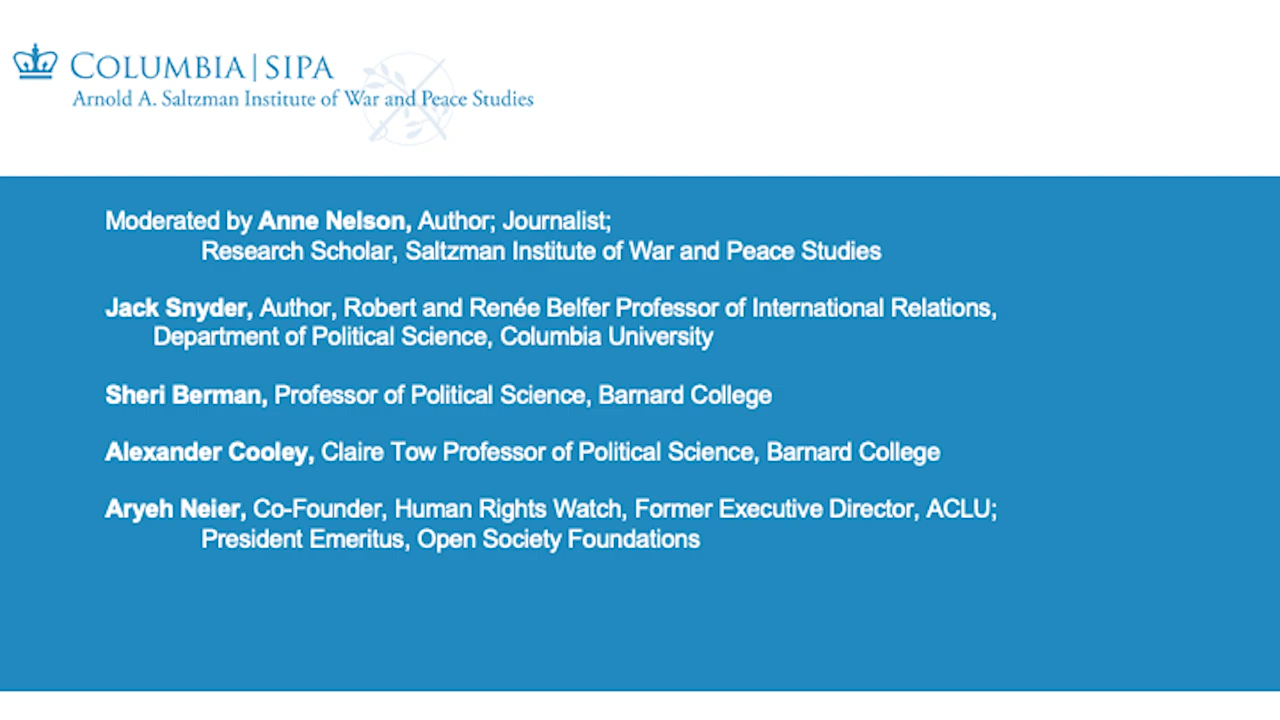 COLUMBIA | SIPA
Arnold A. Saltzman Institute of War and Peace Studies
Moderated by Anne Nelson, Author; Journalist;
Research Scholar, Saltzman Institute of War and Peace Studies
Jack Snyder, Author, Robert and Renée Belfer Professor of International Relations,
Department of Political Science, Columbia University
Sheri Berman, Professor of Political Science, Barnard College
Alexander Cooley, Claire Tow Professor of Political Science, Barnard College
Aryeh Neier, Co-Founder, Human Rights Watch, Former Executive Director, ACLU;
President Emeritus, Open Society Foundations